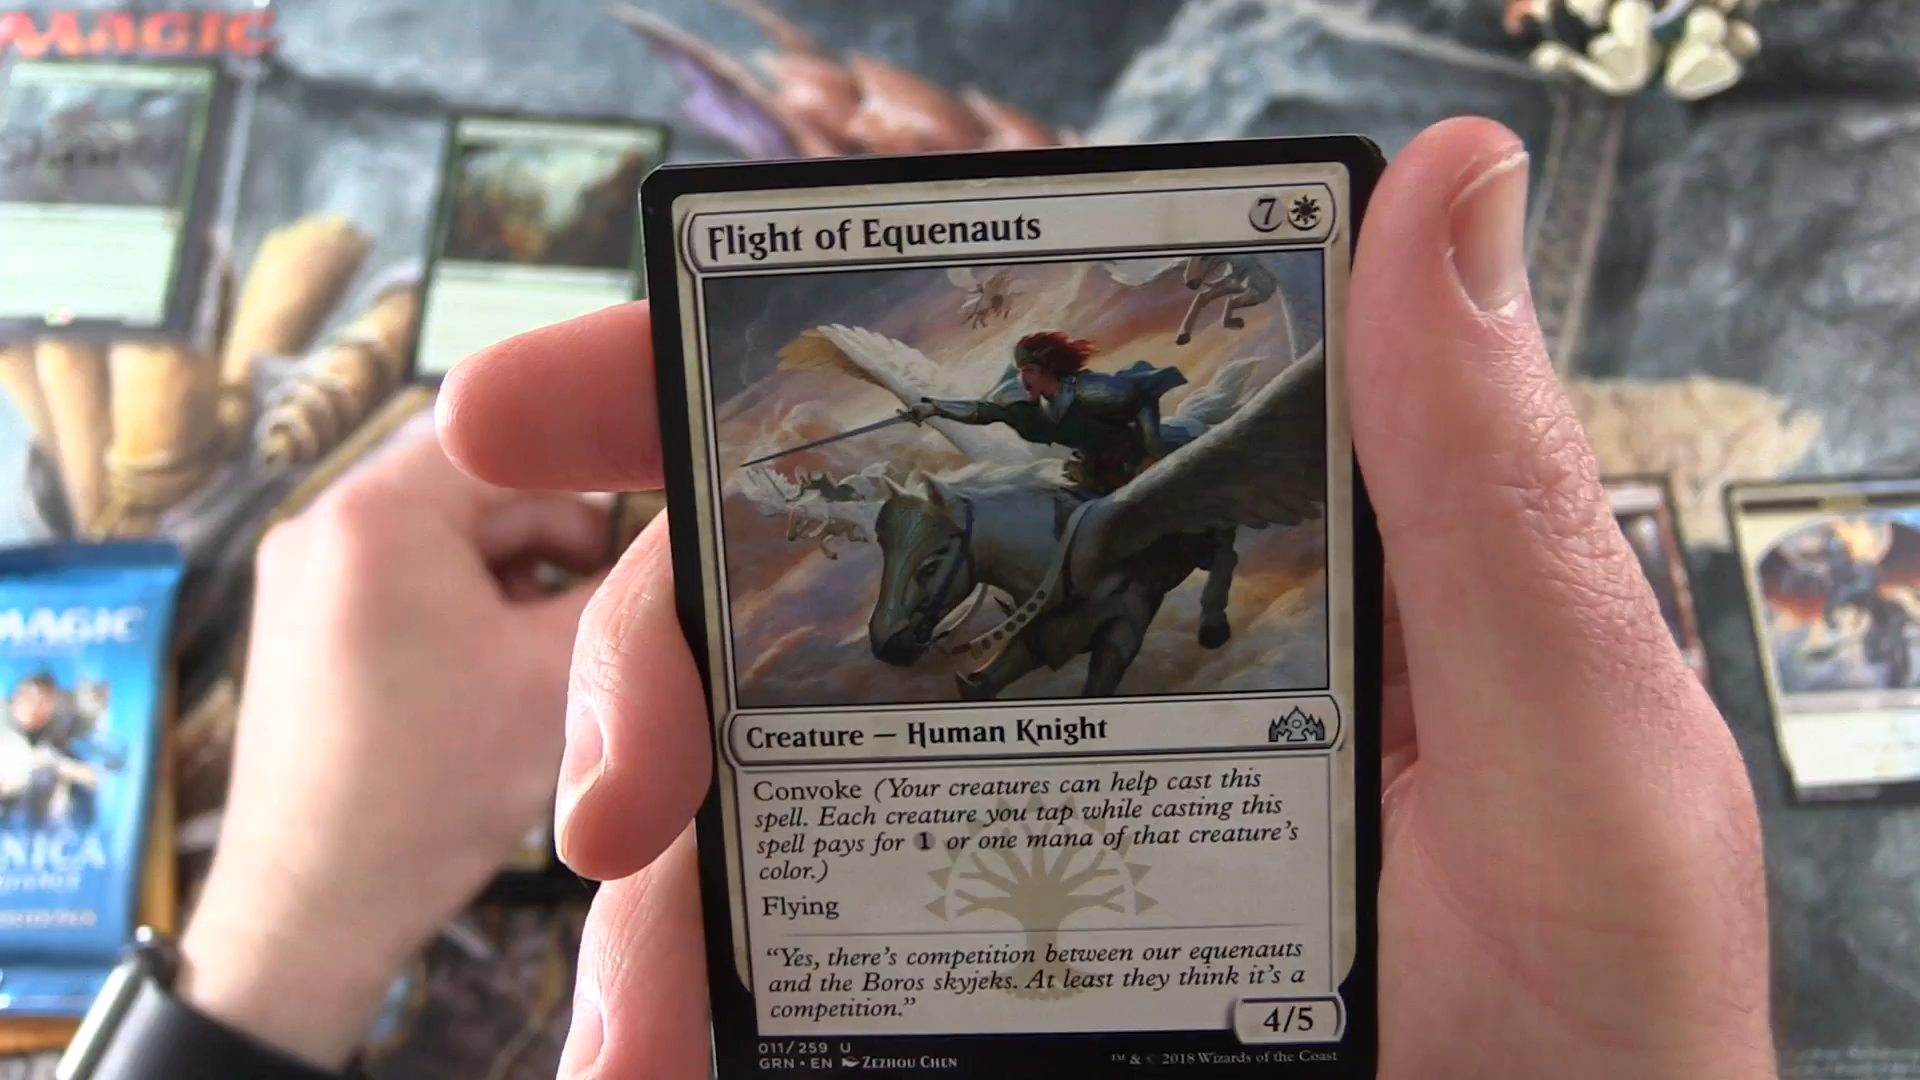 MAGIC
Flight of Equenauts
7
Creature — Human Knight
Convoke (Your creatures can help cast this
spell. Each creature you tap while casting this
spell pays for 1 or one mana of that creature's
color.)
Flying
“Yes, there's competition between our equenauts
and the Boros skyjeks. At least they think it's a
competition.”
4/5
011/259 U
GRN • EN ZEZHOU CHEN
™ & © 2018 Wizards of the Coast
MAGIC
NICA